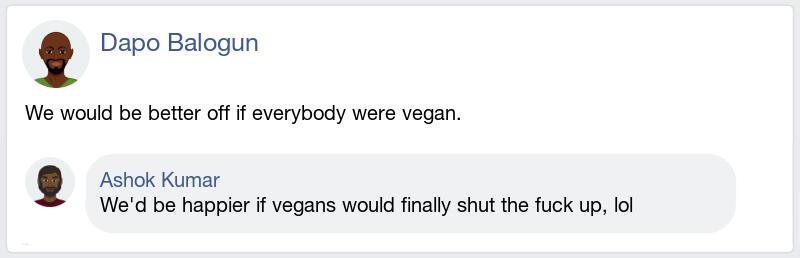 Dapo Balogun
We would be better off if everybody were vegan.
Ashok Kumar
We'd be happier if vegans would finally shut the fuck up, lol